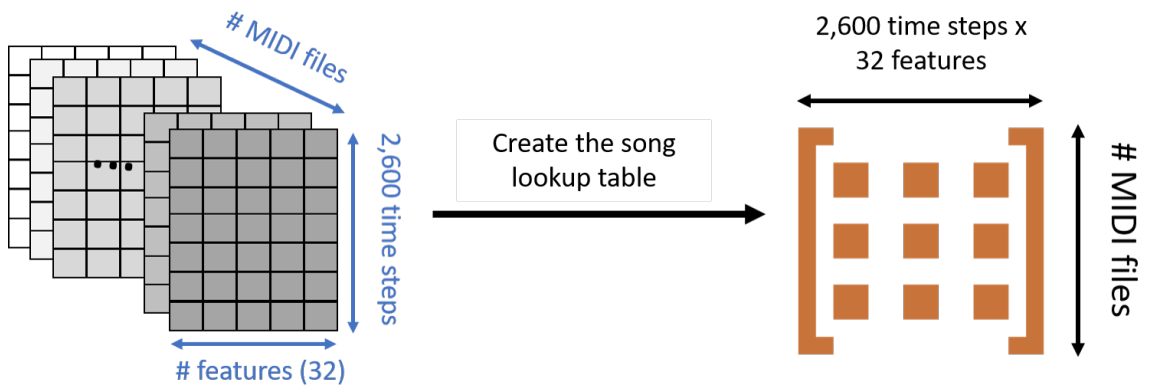 # MIDI files
2,600 time steps
# features (32)
Create the song
lookup table
2,600 time steps x
32 features
# MIDI files